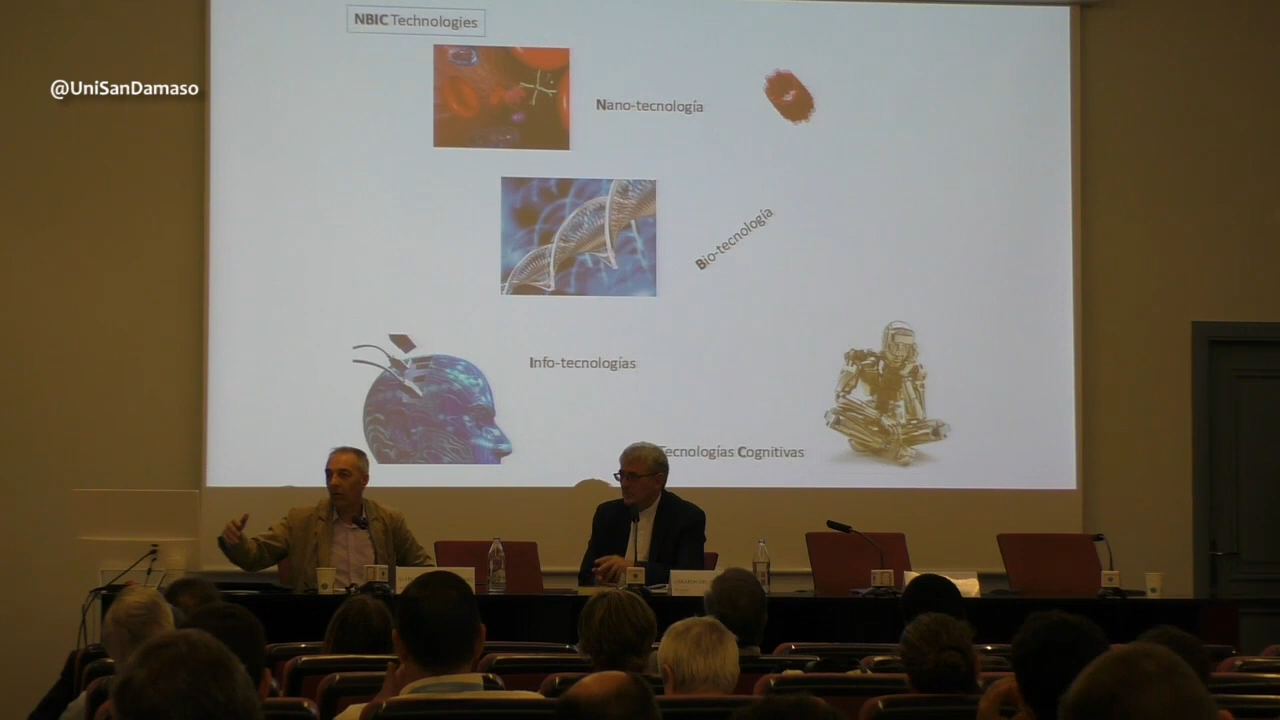 NBIC Technologies
@UniSanDamaso
Nano-tecnología
Bio-tecnología
Info-tecnologías
Tecnologías Cognitivas